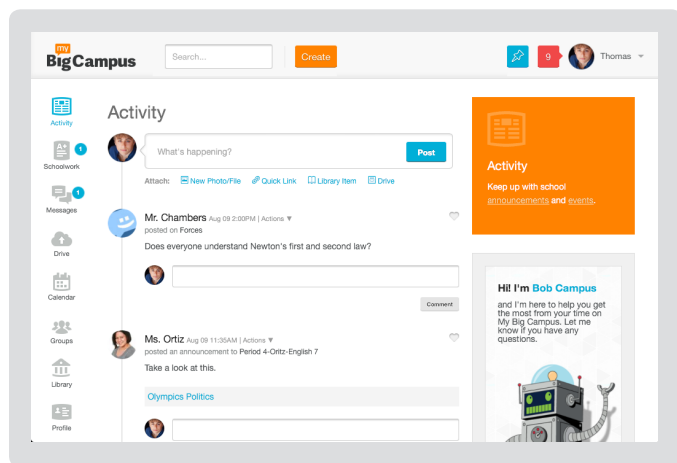 my
BigCampus
Search...
Create
9
Thomas
Activity
Activity
A+
1
Schoolwork
What's happening?
Post
Attach: New Photo/File Quick Link Library Item Drive
1
Messages
Mr. Chambers Aug 09 2:00PM | Actions ▼
posted on Forces
Does everyone understand Newton's first and second law?
Drive
Calendar
Comment
Groups
Ms. Ortiz Aug 09 11:35AM | Actions ▼
posted an announcement to Period 4-Oritz-English 7
Take a look at this.
Library
Olympics Politics
Profile
Activity
Keep up with school
announcements and events.
Hi! I'm Bob Campus
and I'm here to help you get
the most from your time on
My Big Campus. Let me
know if you have any
questions.